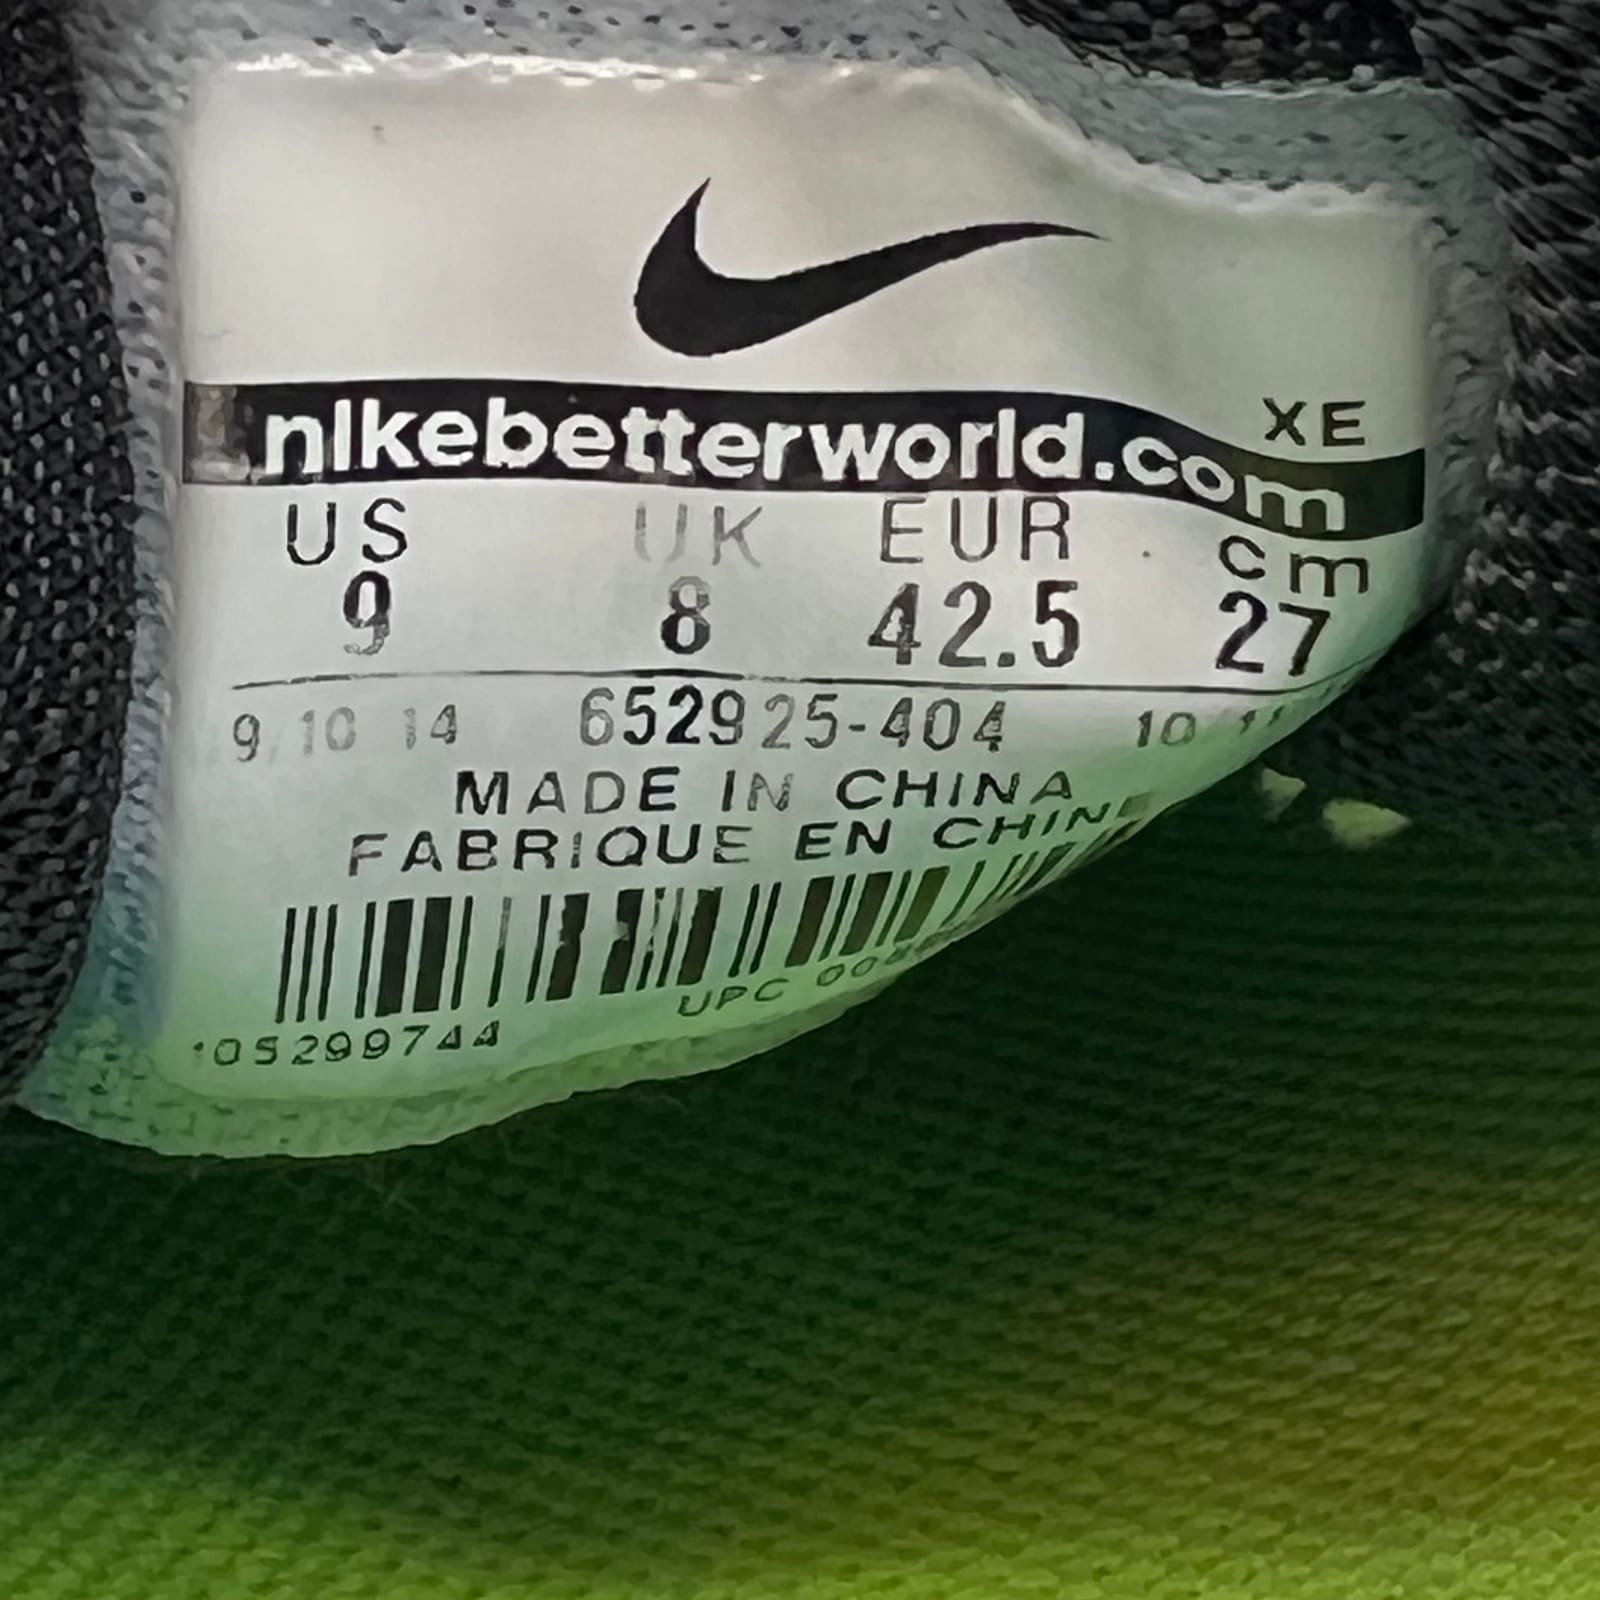 nikebetterworld.com
XE
US UK EUR cm
9 8 42.5 27
9/10/14 652925-404
MADE IN CHINA
FABRIQUE EN CHINE
UPC
105299744